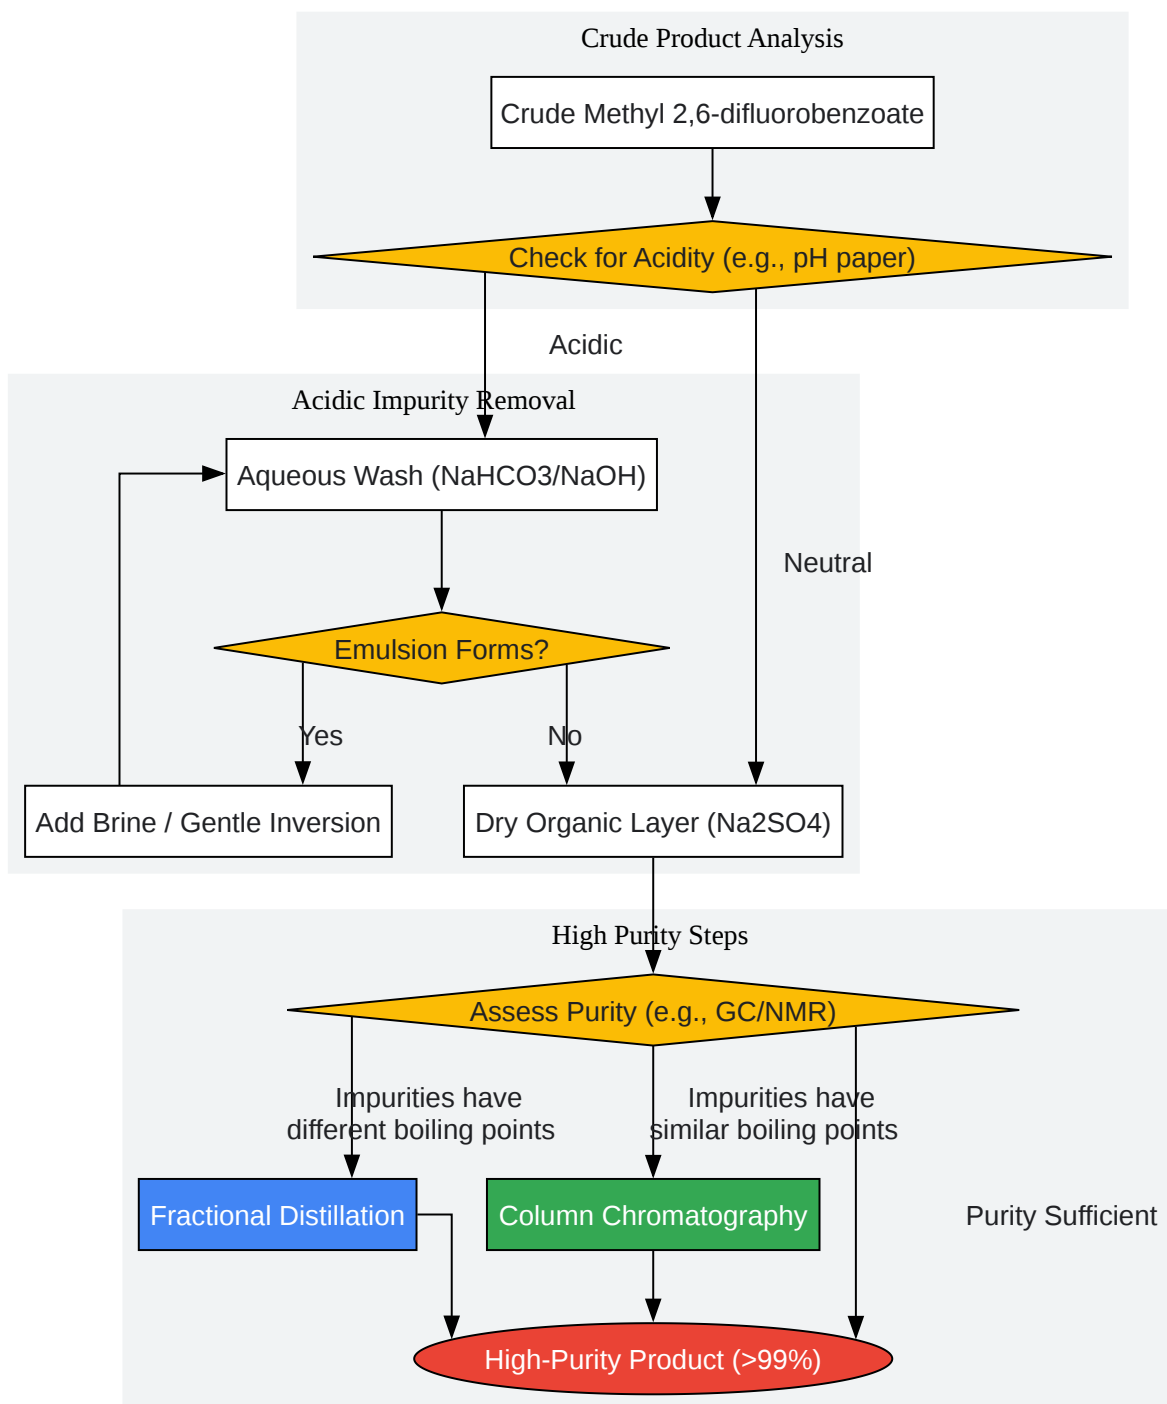 Crude Product Analysis
Crude Methyl 2,6-difluorobenzoate
Check for Acidity (e.g., pH paper)
Acidic
Acidic Impurity Removal
Aqueous Wash (NaHCO3/NaOH)
Neutral
Emulsion Forms?
Yes
No
Add Brine / Gentle Inversion
Dry Organic Layer (Na2SO4)
High Purity Steps
Assess Purity (e.g., GC/NMR)
Impurities have
different boiling points
Impurities have
similar boiling points
Fractional Distillation
Column Chromatography
Purity Sufficient
High-Purity Product (>99%)